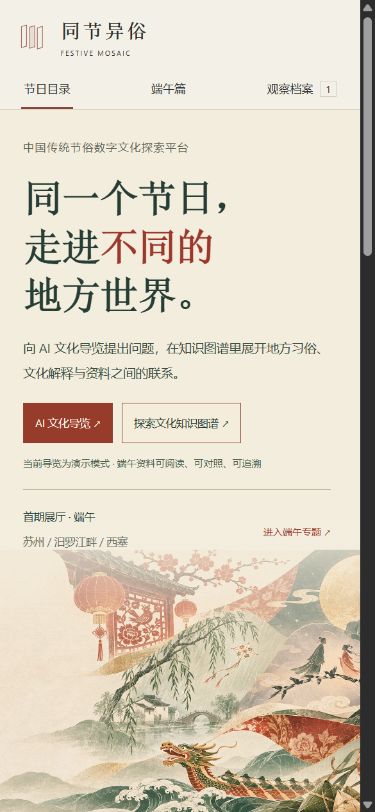 同节异俗
FESTIVE MOSAIC
节日目录
端午篇
观察档案 1
中国传统节俗数字文化探索平台
同一个节日，
走进不同的
地方世界。
向 AI 文化导览提出问题，在知识图谱里展开地方习俗、
文化解释与资料之间的联系。
AI 文化导览 ↗
探索文化知识图谱 ↗
当前导览为演示模式 · 端午资料可阅读、可对照、可追溯
首期展厅 · 端午
苏州 / 汨罗江畔 / 西塞
进入端午专题 ↗